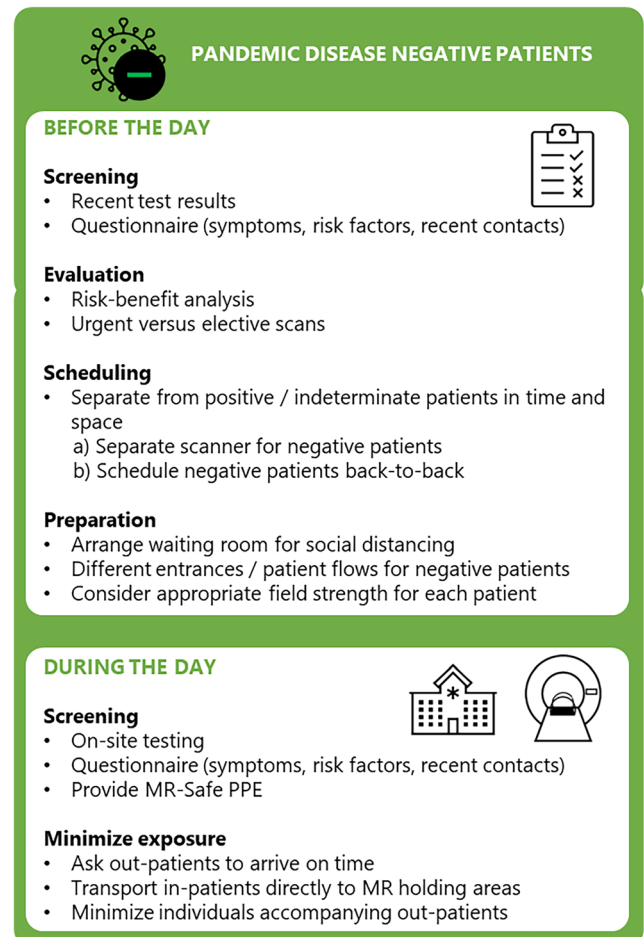 PANDEMIC DISEASE NEGATIVE PATIENTS
BEFORE THE DAY
Screening
• Recent test results
• Questionnaire (symptoms, risk factors, recent contacts)
Evaluation
• Risk-benefit analysis
• Urgent versus elective scans
Scheduling
• Separate from positive / indeterminate patients in time and
space
a) Separate scanner for negative patients
b) Schedule negative patients back-to-back
Preparation
• Arrange waiting room for social distancing
• Different entrances / patient flows for negative patients
• Consider appropriate field strength for each patient
DURING THE DAY
Screening
• On-site testing
• Questionnaire (symptoms, risk factors, recent contacts)
• Provide MR-Safe PPE
Minimize exposure
• Ask out-patients to arrive on time
• Transport in-patients directly to MR holding areas
• Minimize individuals accompanying out-patients